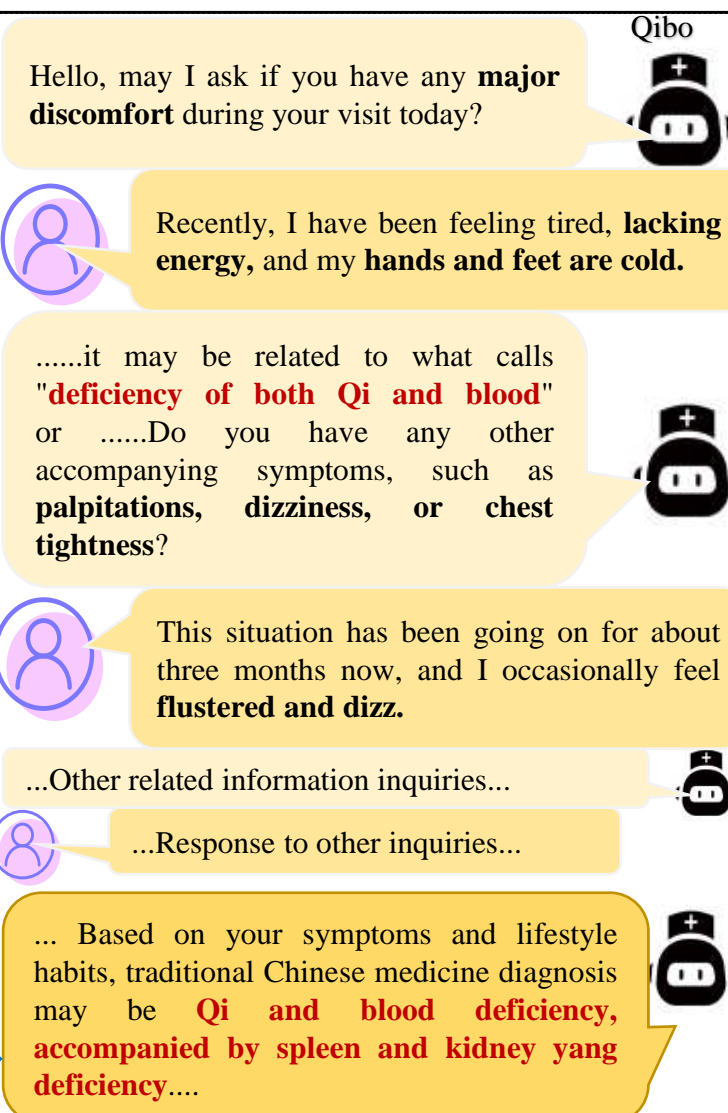 Qibo
Hello, may I ask if you have any major
discomfort during your visit today?
Recently, I have been feeling tired, lacking
energy, and my hands and feet are cold.
......it may be related to what calls
"deficiency of both Qi and blood"
or ......Do you have any other
accompanying symptoms, such as
palpitations, dizziness, or chest
tightness?
This situation has been going on for about
three months now, and I occasionally feel
flustered and dizz.
...Other related information inquiries...
...Response to other inquiries...
... Based on your symptoms and lifestyle
habits, traditional Chinese medicine diagnosis
may be Qi and blood deficiency,
accompanied by spleen and kidney yang
deficiency....